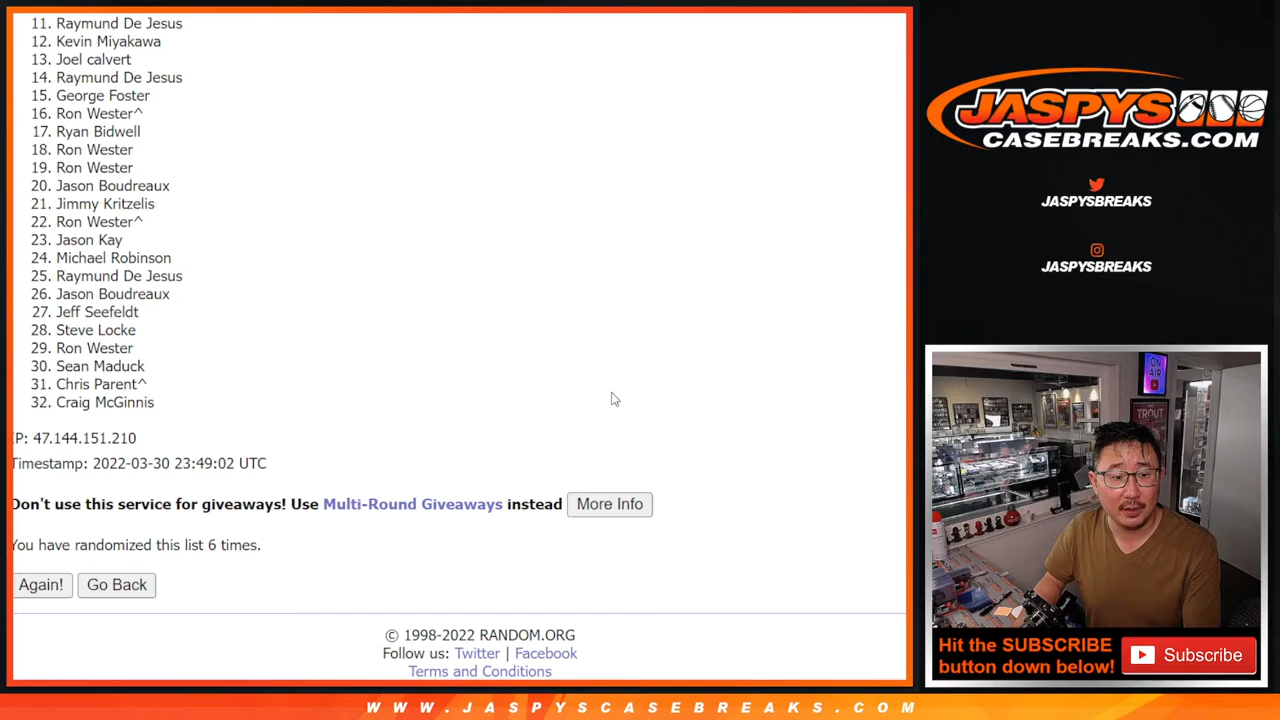 11. Raymund De Jesus
12. Kevin Miyakawa
13. Joel calvert
14. Raymund De Jesus
15. George Foster
16. Ron Wester^
17. Ryan Bidwell
18. Ron Wester
19. Ron Wester
20. Jason Boudreaux
21. Jimmy Kritzelis
22. Ron Wester^
23. Jason Kay
24. Michael Robinson
25. Raymund De Jesus
26. Jason Boudreaux
27. Jeff Seefeldt
28. Steve Locke
29. Ron Wester
30. Sean Maduck
31. Chris Parent^
32. Craig McGinnis
IP: 47.144.151.210
Timestamp: 2022-03-30 23:49:02 UTC
Don't use this service for giveaways! Use Multi-Round Giveaways instead More Info
You have randomized this list 6 times.
Again! Go Back
© 1998-2022 RANDOM.ORG
Follow us: Twitter | Facebook
Terms and Conditions
JASPYS
CASEBREAKS.COM
JASPYSBREAKS
JASPYSBREAKS
ON
AIR
TROUT
Hit the SUBSCRIBE
button down below!
Subscribe
WWW.JASPYSCASEBREAKS.COM